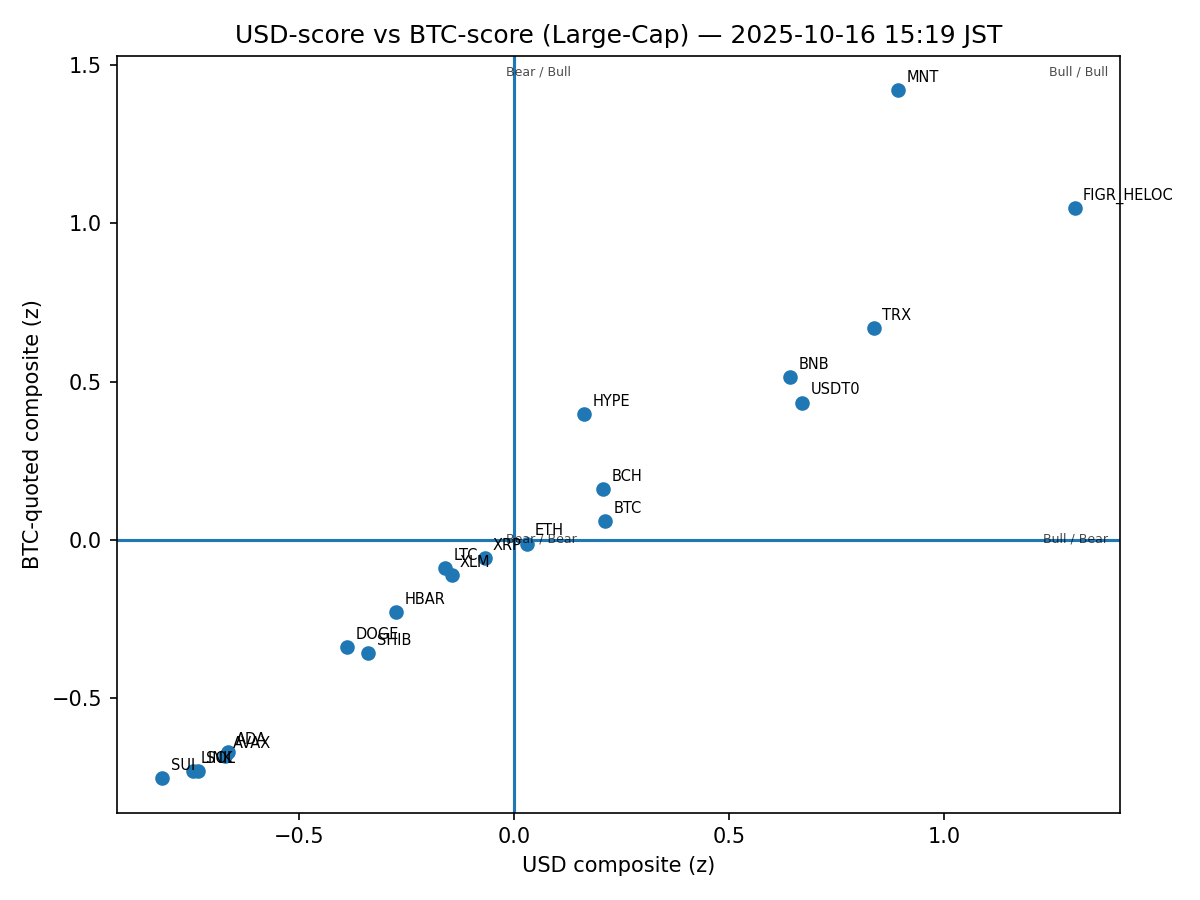 USD-score vs BTC-score (Large-Cap) — 2025-10-16 15:19 JST
Bear / Bull
Bull / Bull
MNT
FIGR_HELOC
TRX
BNB
USDT0
HYPE
BCH
BTC
ETH
Bear / Bear
Bull / Bear
XRP
LTC
XLM
HBAR
DOGE
SHIB
ADA
AVAX
SUI
LINK
SOL
1.5
1.0
0.5
0.0
−0.5
−0.5
0.0
0.5
1.0
BTC-quoted composite (z)
USD composite (z)